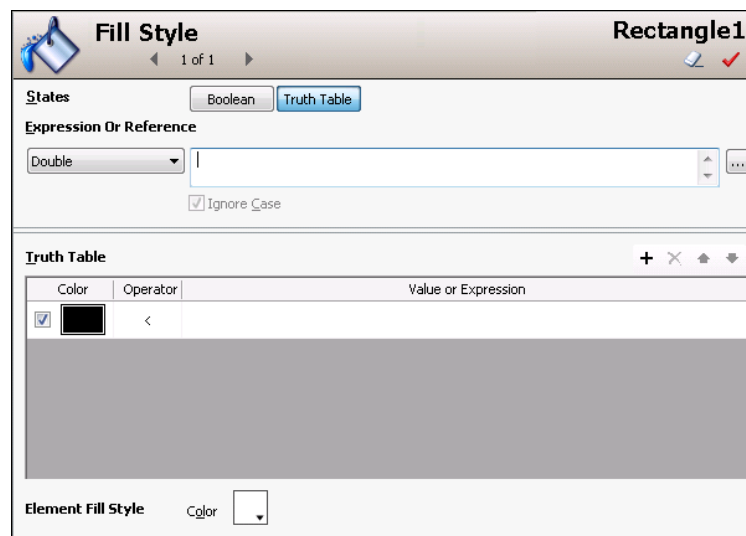 Fill Style
Rectangle1
1 of 1
States
Boolean
Truth Table
Expression Or Reference
Double
...
Ignore Case
Truth Table
Color
Operator
Value or Expression
<
Element Fill Style
Color